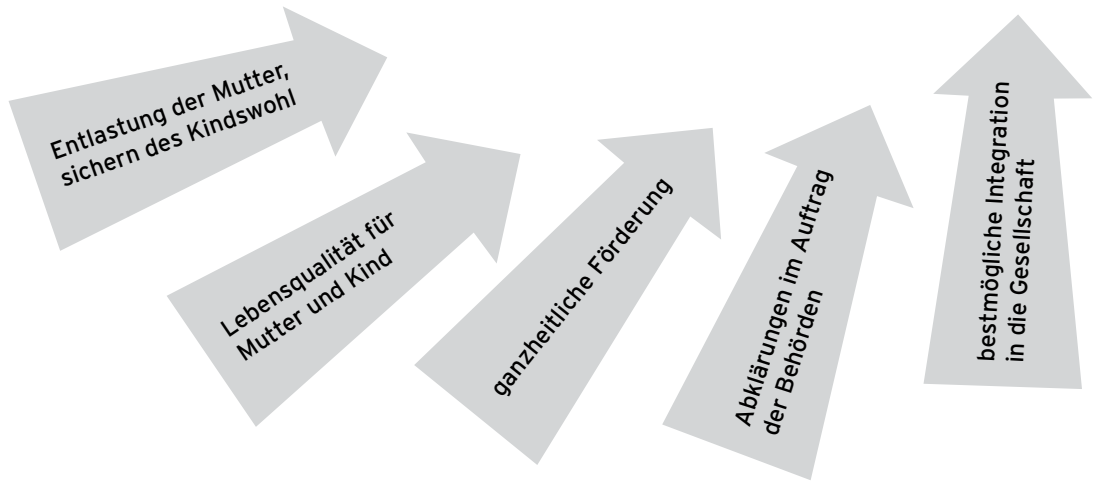 Entlastung der Mutter,
sichern des Kindswohl
Lebensqualität für
Mutter und Kind
ganzheitliche Förderung
Abklärungen im Auftrag
der Behörden
bestmögliche Integration
in die Gesellschaft